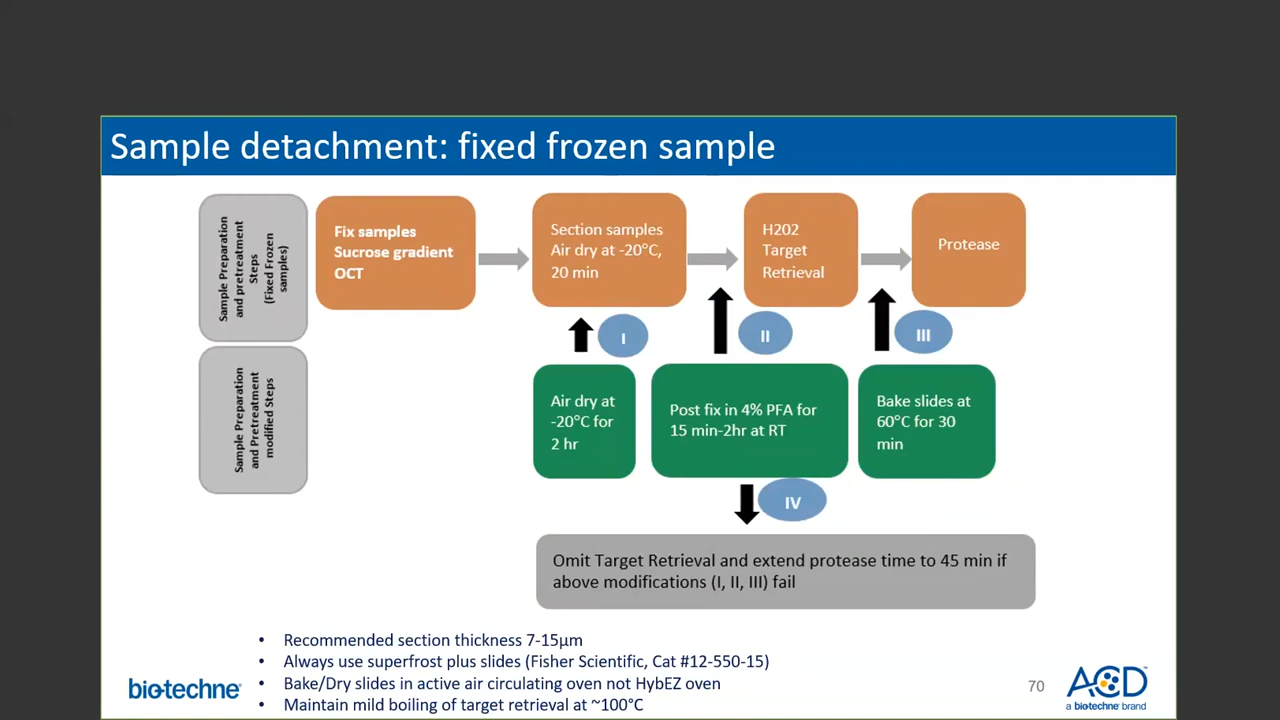 Sample detachment: fixed frozen sample
Sample Preparation
and pretreatment
Steps
(Fixed Frozen
samples)
Fix samples
Sucrose gradient
OCT
Section samples
Air dry at -20°C,
20 min
H202
Target
Retrieval
Protease
I
II
III
Sample Preparation
and Pretreatment
modified Steps
Air dry at
-20°C for
2 hr
Post fix in 4% PFA for
15 min-2hr at RT
Bake slides at
60°C for 30
min
IV
Omit Target Retrieval and extend protease time to 45 min if
above modifications (I, II, III) fail
• Recommended section thickness 7-15µm
• Always use superfrost plus slides (Fisher Scientific, Cat #12-550-15)
• Bake/Dry slides in active air circulating oven not HybEZ oven
• Maintain mild boiling of target retrieval at ~100°C
bio-techne®
70
ACD™
a bio-techne brand